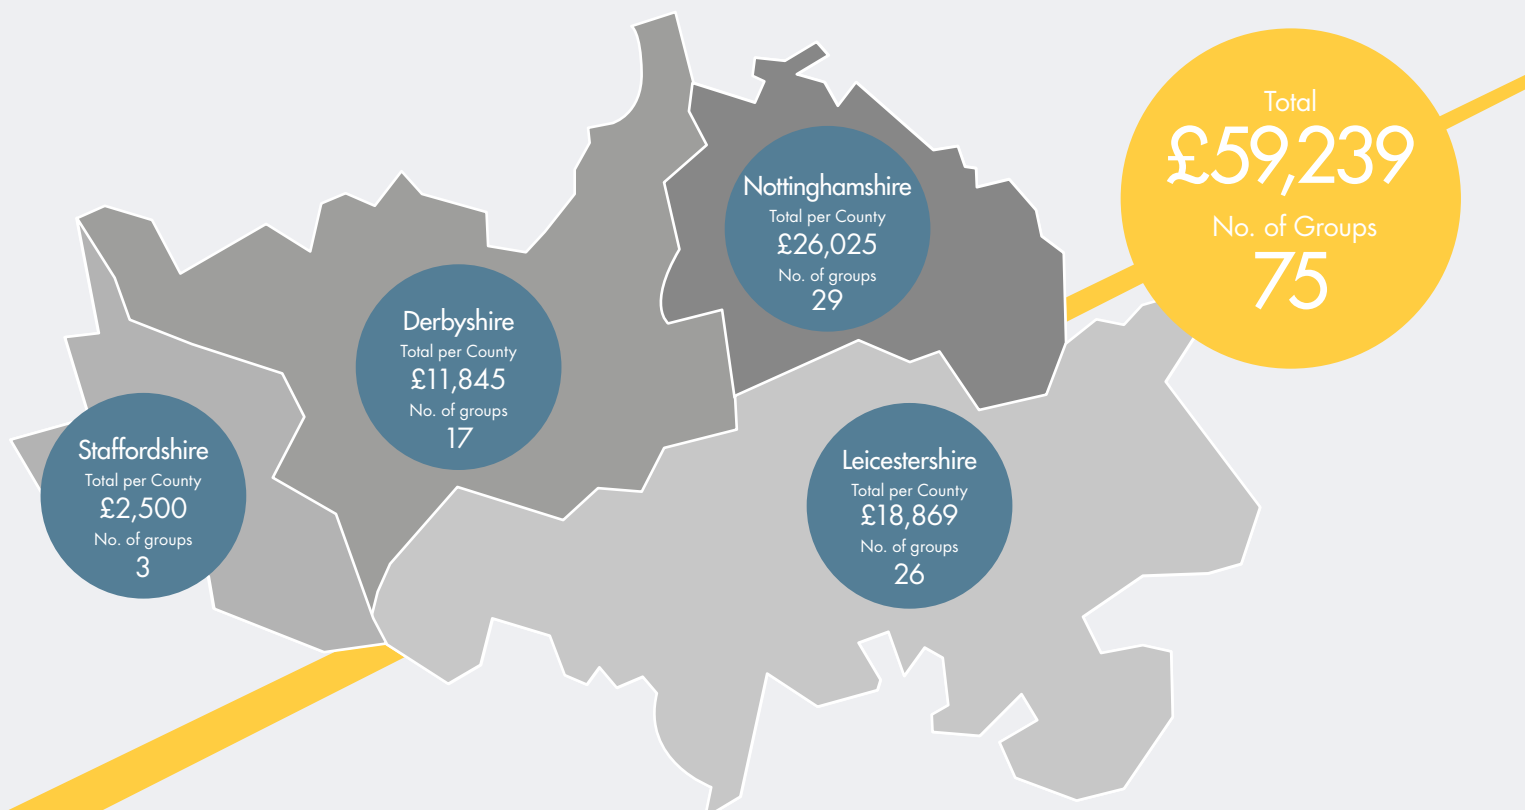 Total
£59,239
No. of Groups
75
Nottinghamshire
Total per County
£26,025
No. of groups
29
Derbyshire
Total per County
£11,845
No. of groups
17
Staffordshire
Total per County
£2,500
No. of groups
3
Leicestershire
Total per County
£18,869
No. of groups
26